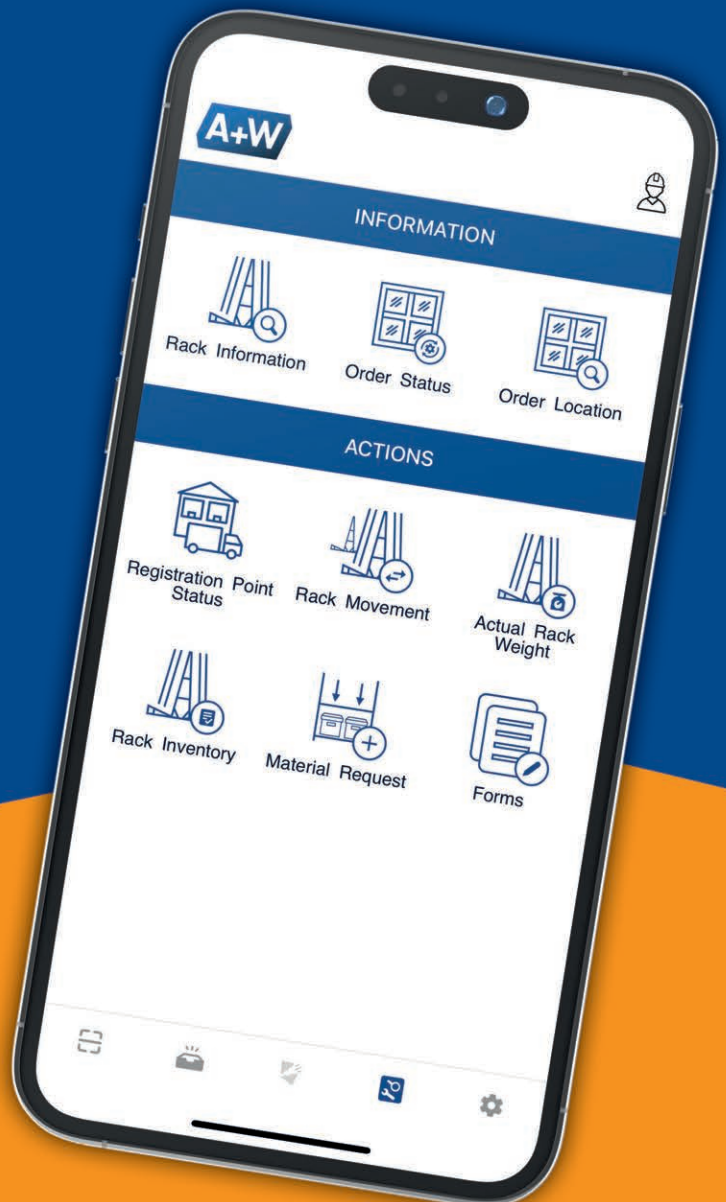 A+W
INFORMATION
Rack Information
Order Status
Order Location
ACTIONS
Registration Point
Status
Rack Movement
Actual Rack
Weight
Rack Inventory
Material Request
Forms